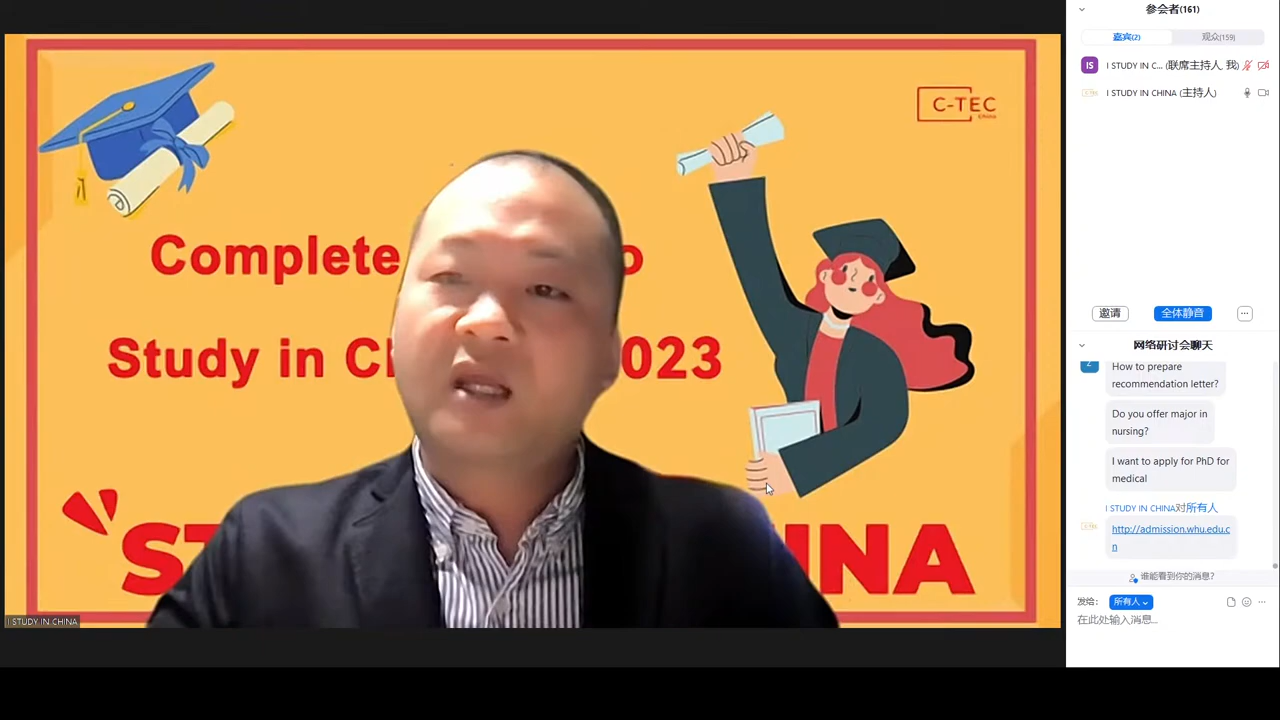 C-TEC
China
Complete
o
Study in C
023
ST
INA
I STUDY IN CHINA
参会者(161)
嘉宾(2)
观众(159)
IS
I STUDY IN C... (联席主持人, 我)
C-TEC
I STUDY IN CHINA (主持人)
邀请
全体静音
网络研讨会聊天
How to prepare
recommendation letter?
Do you offer major in
nursing?
I want to apply for PhD for
medical
I STUDY IN CHINA对所有人
http://admission.whu.edu.c
n
谁能看到你的消息?
发给:
所有人
在此处输入消息...